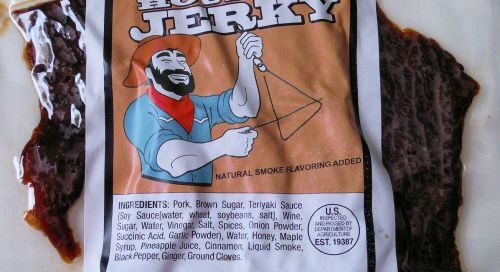 JERKY
NATURAL SMOKE FLAVORING ADDED
INGREDIENTS: Pork, Brown Sugar, Teriyaki Sauce
(Soy Sauce[water, wheat, soybeans, salt], Wine,
Sugar, Water, Vinegar, Salt, Spices, Onion Powder,
Succinic Acid, Garlic Powder), Water, Honey, Maple
Syrup, Pineapple Juice, Cinnamon, Liquid Smoke,
Black Pepper, Ginger, Ground Cloves.
U.S.
INSPECTED
AND PASSED BY
DEPARTMENT OF
AGRICULTURE
EST. 19387